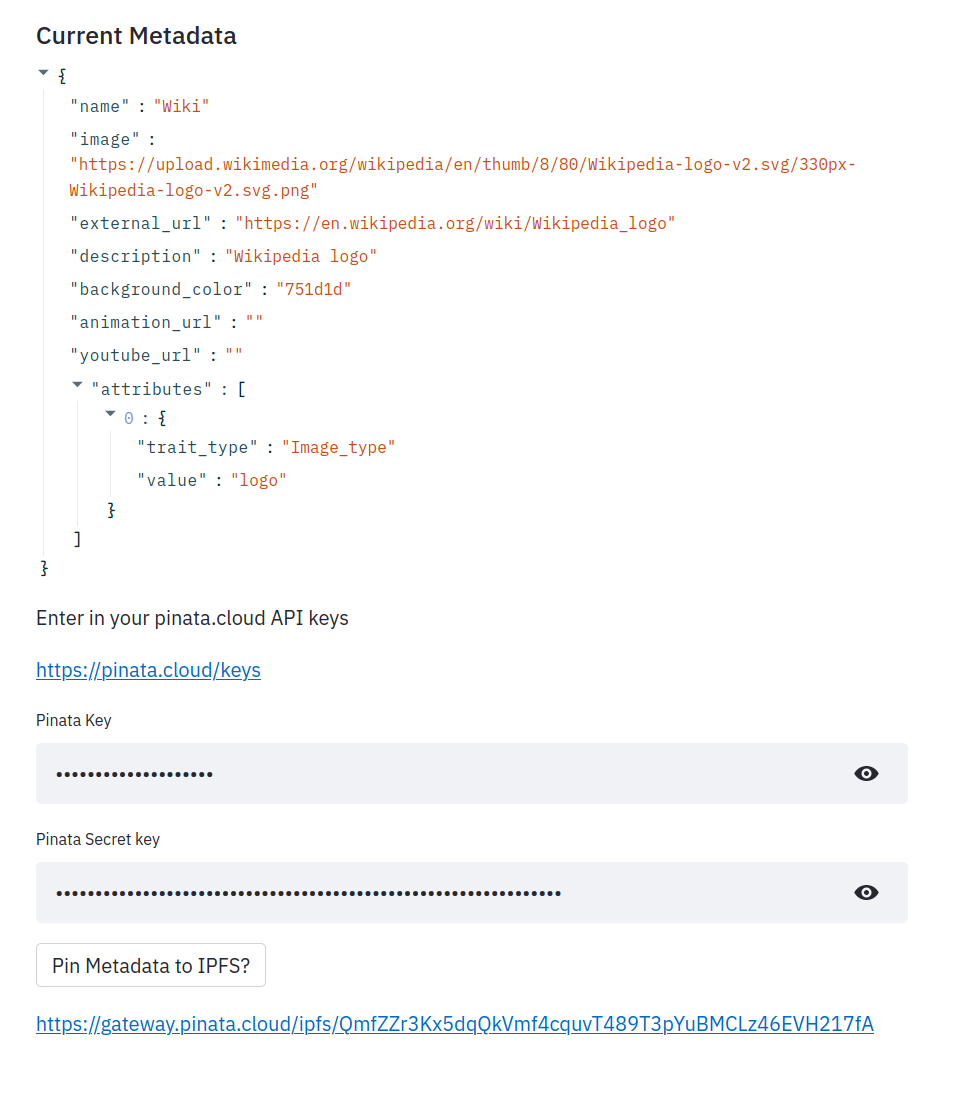 Current Metadata
{
"name" : "Wiki"
"image" :
"https://upload.wikimedia.org/wikipedia/en/thumb/8/80/Wikipedia-logo-v2.svg/330px-
Wikipedia-logo-v2.svg.png"
"external_url" : "https://en.wikipedia.org/wiki/Wikipedia_logo"
"description" : "Wikipedia logo"
"background_color" : "751d1d"
"animation_url" : ""
"youtube_url" : ""
"attributes" : [
0 : {
"trait_type" : "Image_type"
"value" : "logo"
}
]
}
Enter in your pinata.cloud API keys
https://pinata.cloud/keys
Pinata Key
Pinata Secret key
Pin Metadata to IPFS?
https://gateway.pinata.cloud/ipfs/QmfZZr3Kx5dqQkVmf4cquvT489T3pYuBMCLz46EVH217fA